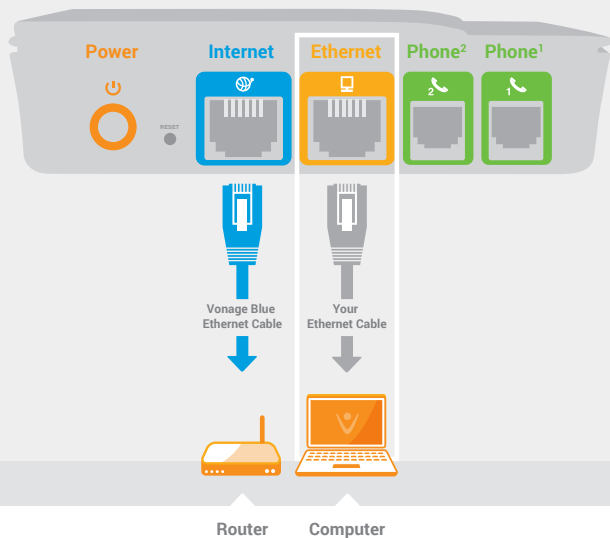 Power
Internet
Ethernet
Phone²
Phone¹
RESET
2
1
Vonage Blue
Ethernet Cable
Your
Ethernet Cable
Router
Computer